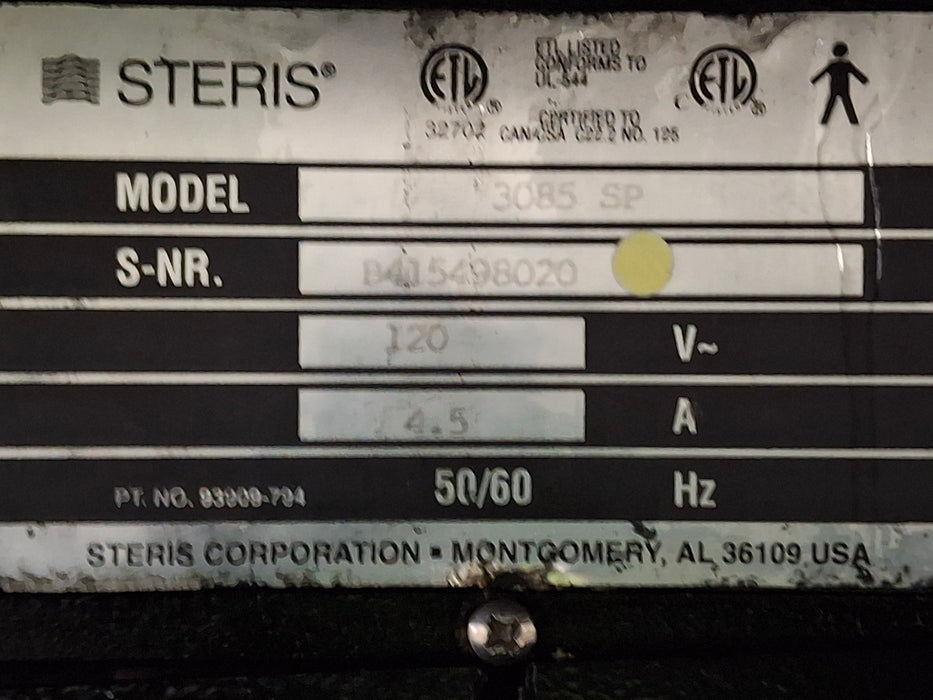 STERIS®
ETL LISTED
CONFORMS TO
UL-544
32702
CERTIFIED TO
CAN/CSA C22.2 NO. 125
MODEL 3085 SP
S-NR. B415498020
120 V~
4.5 A
PT. NO. 93909-794 50/60 Hz
STERIS CORPORATION ▪ MONTGOMERY, AL 36109 USA